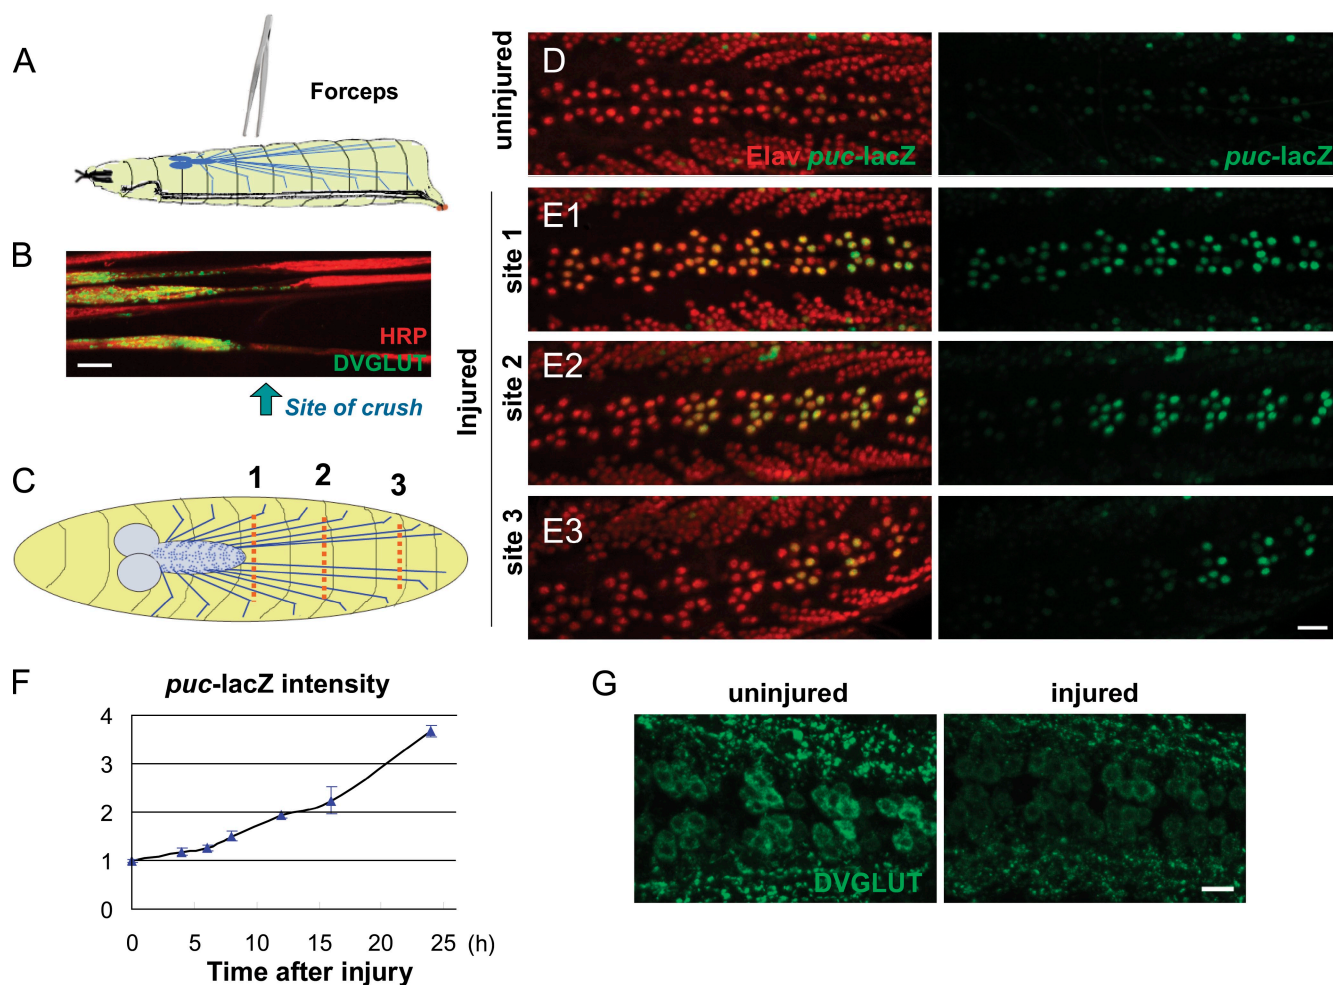 A
Forceps
B
HRP
DVGLUT
Site of crush
C
1 2 3
uninjured
D
Elav puc-lacZ
puc-lacZ
Injured
site 1
E1
site 2
E2
site 3
E3
F
puc-lacZ intensity
4
3
2
1
0
0 5 10 15 20 25 (h)
Time after injury
G
uninjured injured
DVGLUT